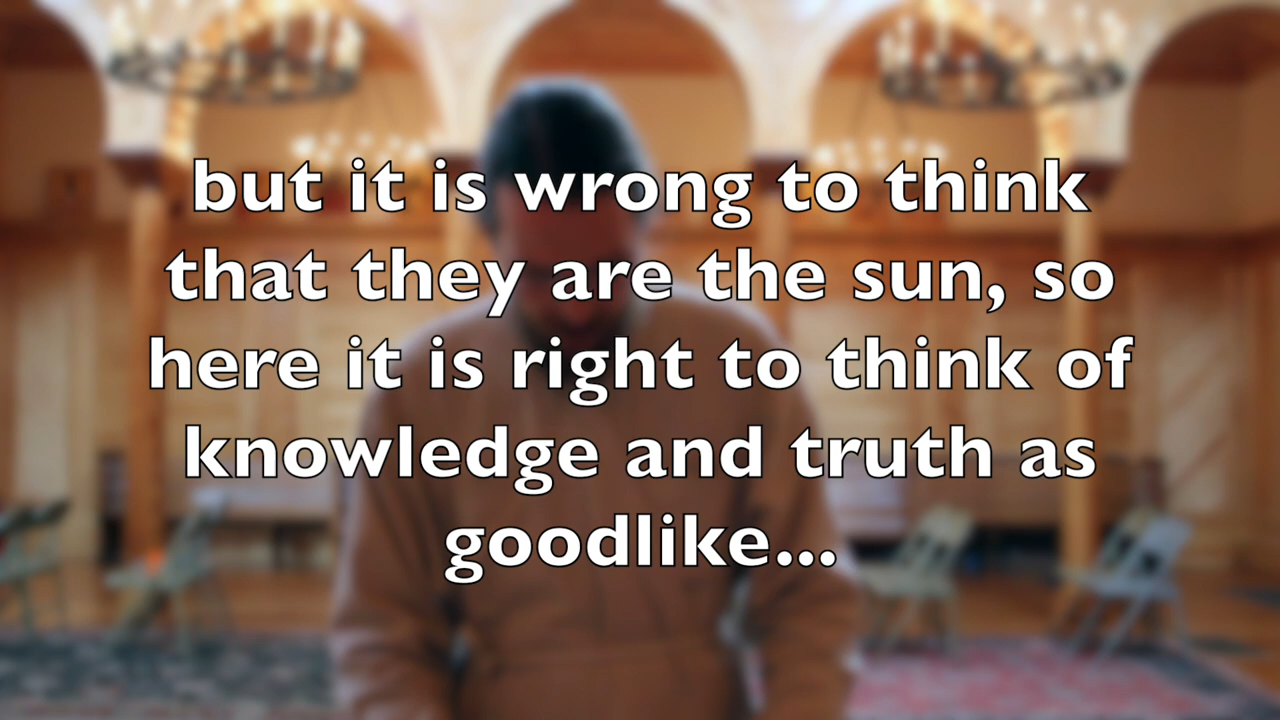 but it is wrong to think
that they are the sun, so
here it is right to think of
knowledge and truth as
goodlike...